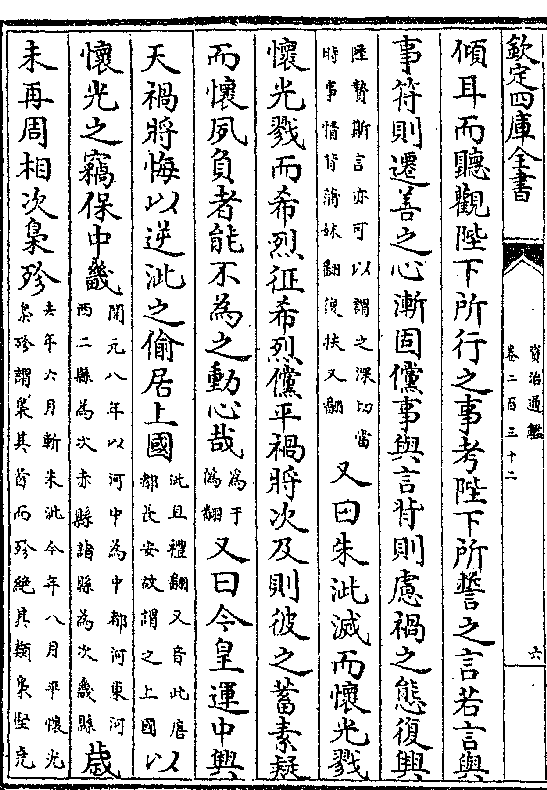 欽定四庫全書
資治通鑑
卷二百三十二
六
傾耳而聽觀陛下所行之事考陛下所誓之言若言與
事符則遷善之心漸固儻事與言背則慮禍之態復興
陸贄斯言亦可以謂之深切當
時事情背蒲妹翻復扶又翻
又曰朱泚滅而懷光戮
懷光戮而希烈征希烈儻平禍將次及則彼之蓄素疑
而懷夙負者能不為之動心哉
為于
偽翻
又曰今皇運中興
天禍將悔以逆泚之偷居上國
泚且禮翻又音此唐
都長安故謂之上國
以
懷光之竊保中畿
開元八年以河中為中都河東河
西二縣為次赤縣諸縣為次畿縣
歳
未再周相次梟殄
去年六月斬朱泚今年八月平懷光
梟殄謂梟其首而殄絶其類梟堅堯